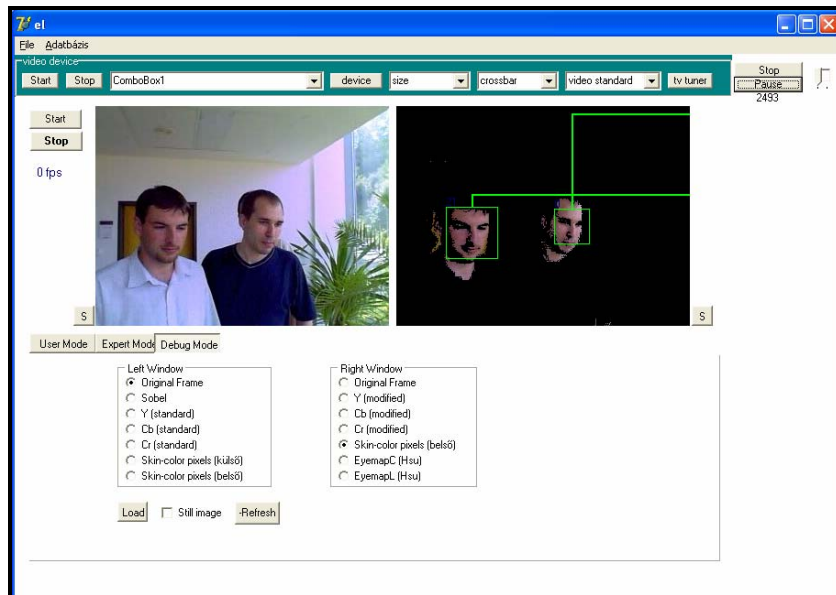 el
File Adatbázis
video device
Start Stop ComboBox1 device size crossbar video standard tv tuner
Stop
Pause
2493
Start
Stop
0 fps
S S
User Mode Expert Mode Debug Mode
Left Window
Original Frame
Sobel
Y (standard)
Cb (standard)
Cr (standard)
Skin-color pixels (külsö)
Skin-color pixels (belsö)
Right Window
Original Frame
Y (modified)
Cb (modified)
Cr (modified)
Skin-color pixels (belsö)
EyemapC (Hsu)
EyemapL (Hsu)
Load Still image -Refresh